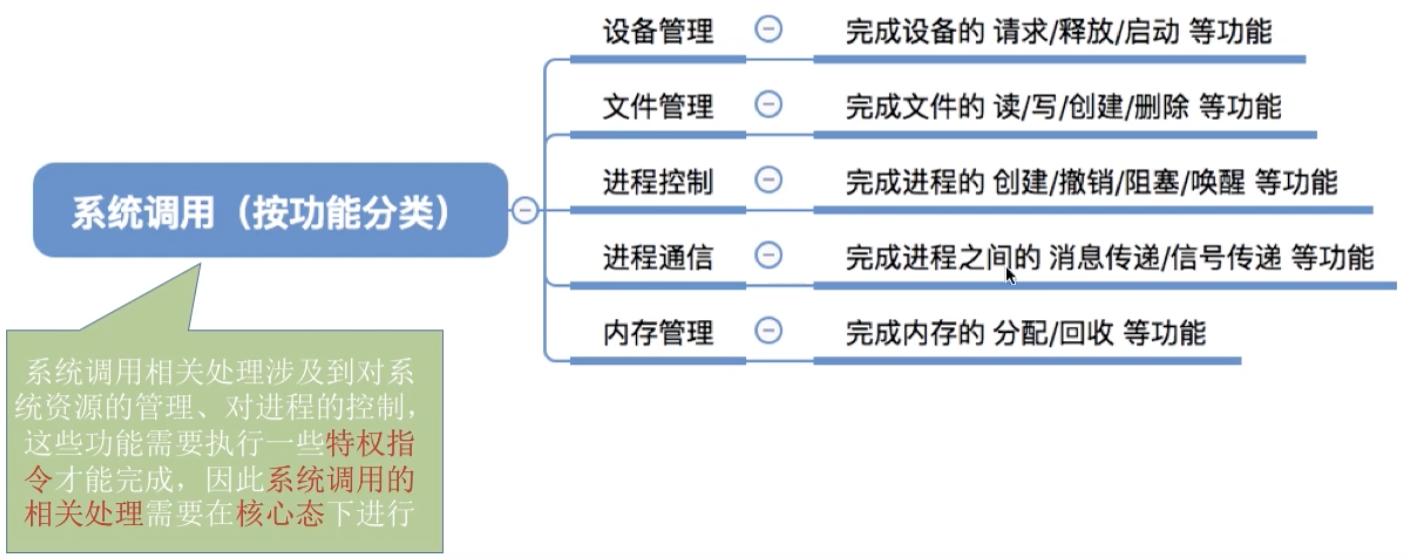 设备管理 完成设备的 请求/释放/启动 等功能
文件管理 完成文件的 读/写/创建/删除 等功能
进程控制 完成进程的 创建/撤销/阻塞/唤醒 等功能
系统调用（按功能分类）
进程通信 完成进程之间的 消息传递/信号传递 等功能
内存管理 完成内存的 分配/回收 等功能
系统调用相关处理涉及到对系
统资源的管理、对进程的控制，
这些功能需要执行一些特权指
令才能完成，因此系统调用的
相关处理需要在核心态下进行